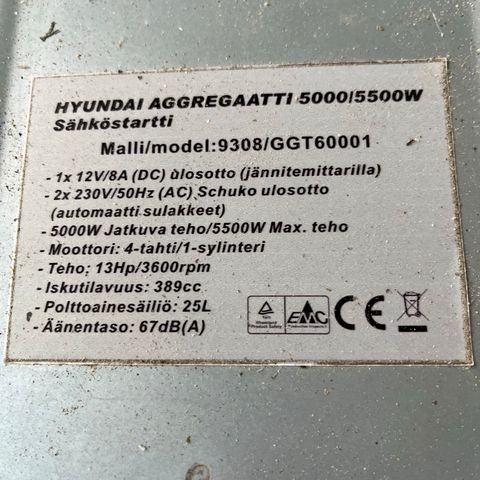 HYUNDAI AGGREGAATTI 5000/5500W
Sähköstartti
Malli/model:9308/GGT60001
- 1x 12V/8A (DC) ulosotto (jännitemittarilla)
- 2x 230V/50Hz (AC) Schuko ulosotto
(automaatti sulakkeet)
- 5000W Jatkuva teho/5500W Max. teho
- Moottori: 4-tahti/1-sylinteri
- Teho: 13Hp/3600rpm
- Iskutilavuus: 389cc
- Polttoainesäiliö: 25L
- Äänentaso: 67dB(A)
EMC
CE